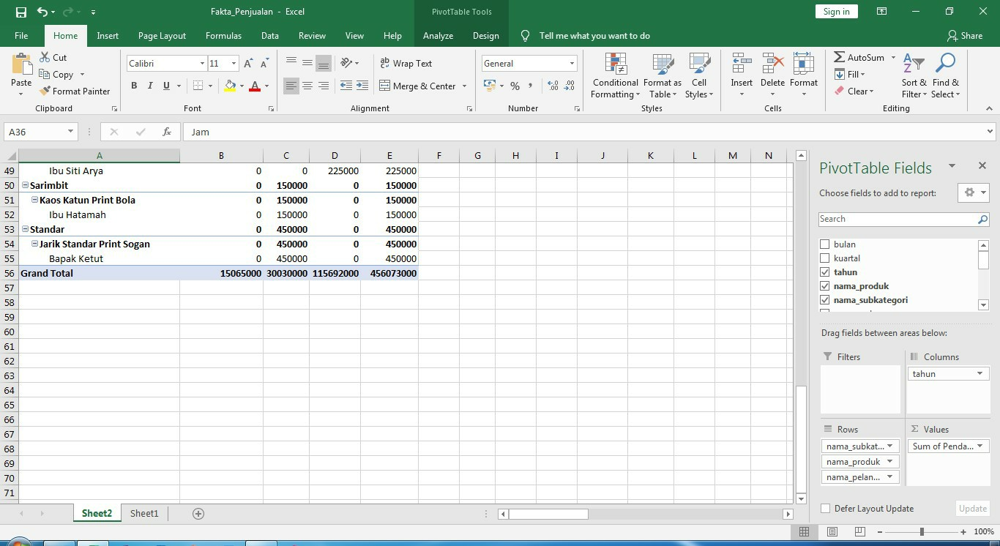 Fakta_Penjualan - Excel
PivotTable Tools
Sign in
File Home Insert Page Layout Formulas Data Review View Help Analyze Design Tell me what you want to do Share
Paste
Cut
Copy
Format Painter
Clipboard
Calibri 11
B I U
Font
Wrap Text
Merge & Center
Alignment
General
Number
Conditional Formatting
Format as Table
Cell Styles
Styles
Insert Delete Format
Cells
AutoSum
Fill
Clear
Sort & Filter
Find & Select
Editing
A36 fx Jam
A B C D E F G H I J K L M N
49 Ibu Siti Arya 0 0 225000 225000
50 Sarimbit 0 150000 0 150000
51 Kaos Katun Print Bola 0 150000 0 150000
52 Ibu Hatamah 0 150000 0 150000
53 Standar 0 450000 0 450000
54 Jarik Standar Print Sogan 0 450000 0 450000
55 Bapak Ketut 0 450000 0 450000
56 Grand Total 15065000 30030000 115692000 456073000
57
58
59
60
61
62
63
64
65
66
67
68
69
70
71
Sheet2 Sheet1
PivotTable Fields
Choose fields to add to report:
Search
bulan
kuartal
tahun
nama_produk
nama_subkategori
Drag fields between areas below:
Filters
Columns
tahun
Rows
nama_subkat...
nama_produk
nama_pelan...
Σ Values
Sum of Penda...
Defer Layout Update
Update
100%